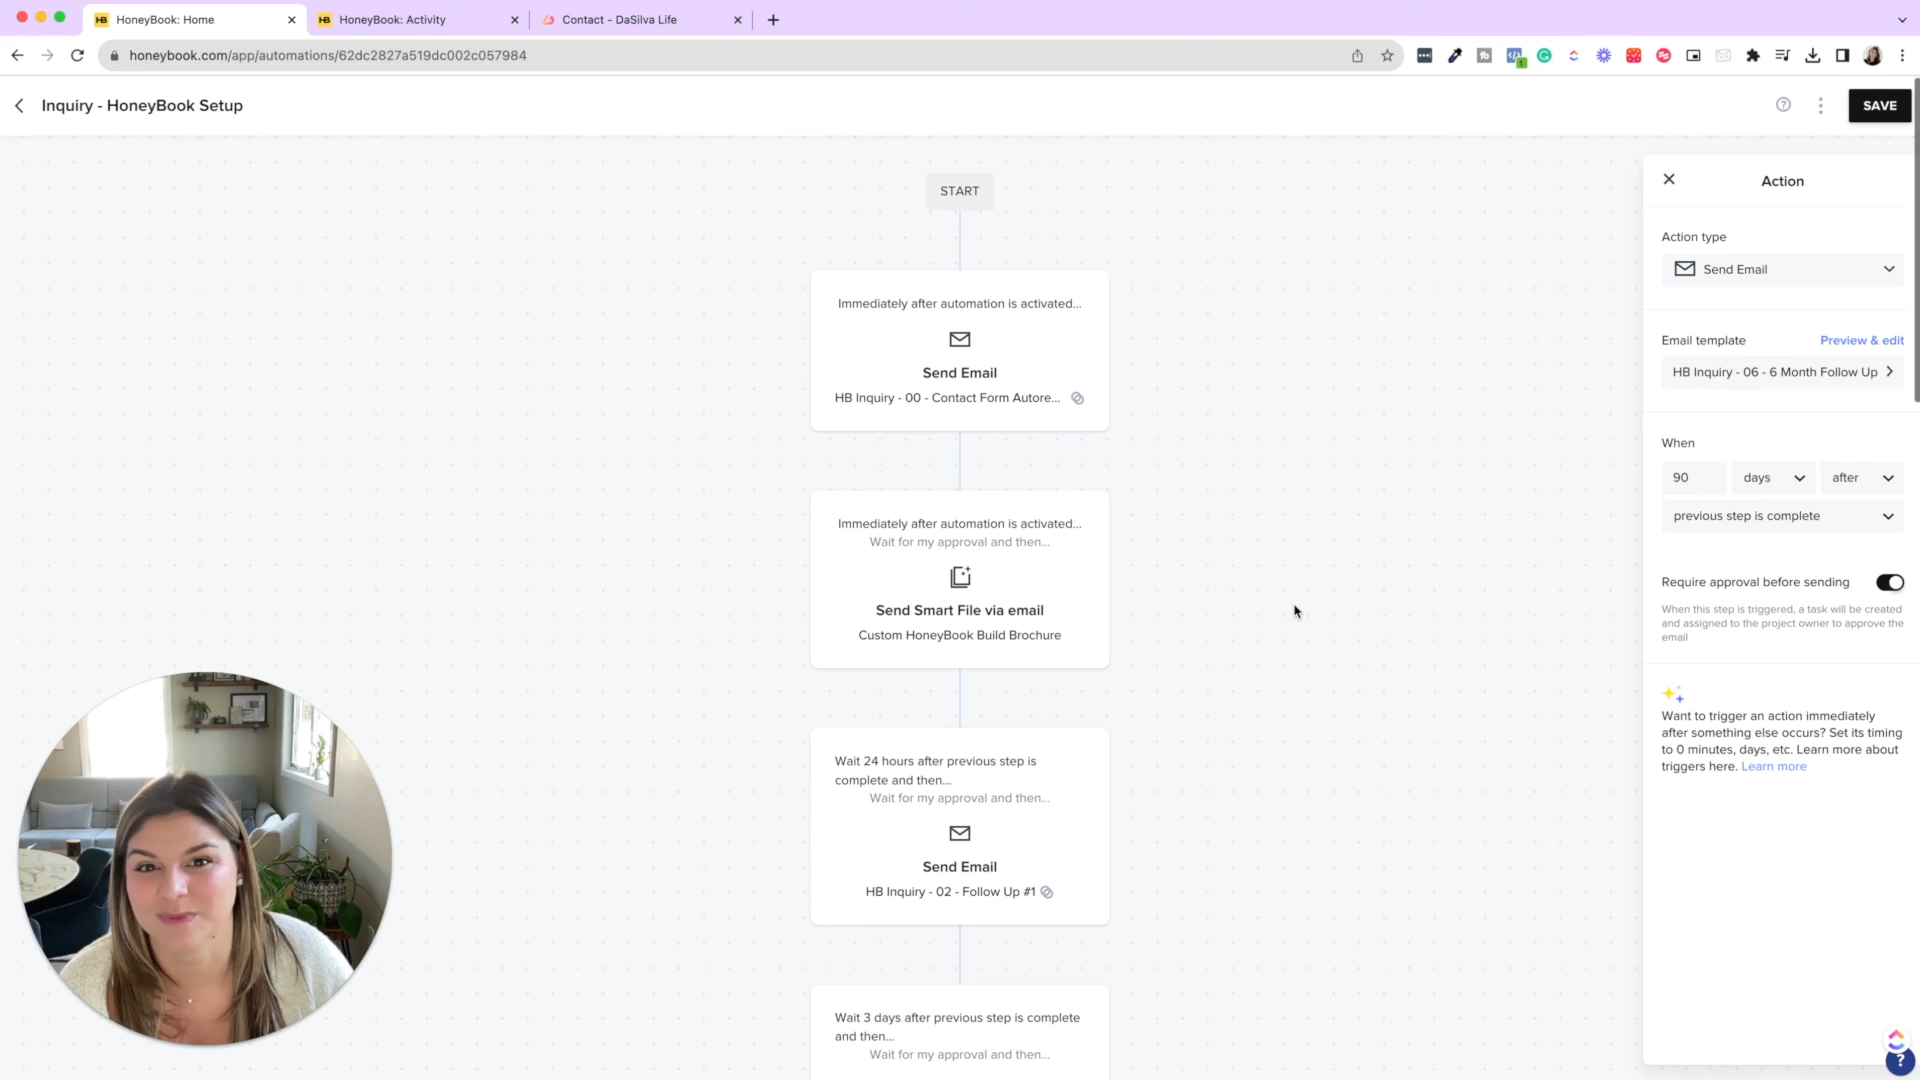 HB HoneyBook: Home
HB HoneyBook: Activity
Contact - DaSilva Life
honeybook.com/app/automations/62dc2827a519dc002c057984
1
Inquiry - HoneyBook Setup
SAVE
START
Immediately after automation is activated...
Send Email
HB Inquiry - 00 - Contact Form Autore...
Immediately after automation is activated...
Wait for my approval and then...
Send Smart File via email
Custom HoneyBook Build Brochure
Wait 24 hours after previous step is
complete and then...
Wait for my approval and then...
Send Email
HB Inquiry - 02 - Follow Up #1
Wait 3 days after previous step is complete
and then...
Wait for my approval and then...
Action
Action type
Send Email
Email template Preview & edit
HB Inquiry - 06 - 6 Month Follow Up
When
90 days after
previous step is complete
Require approval before sending
When this step is triggered, a task will be created
and assigned to the project owner to approve the
email
Want to trigger an action immediately
after something else occurs? Set its timing
to 0 minutes, days, etc. Learn more about
triggers here. Learn more
?